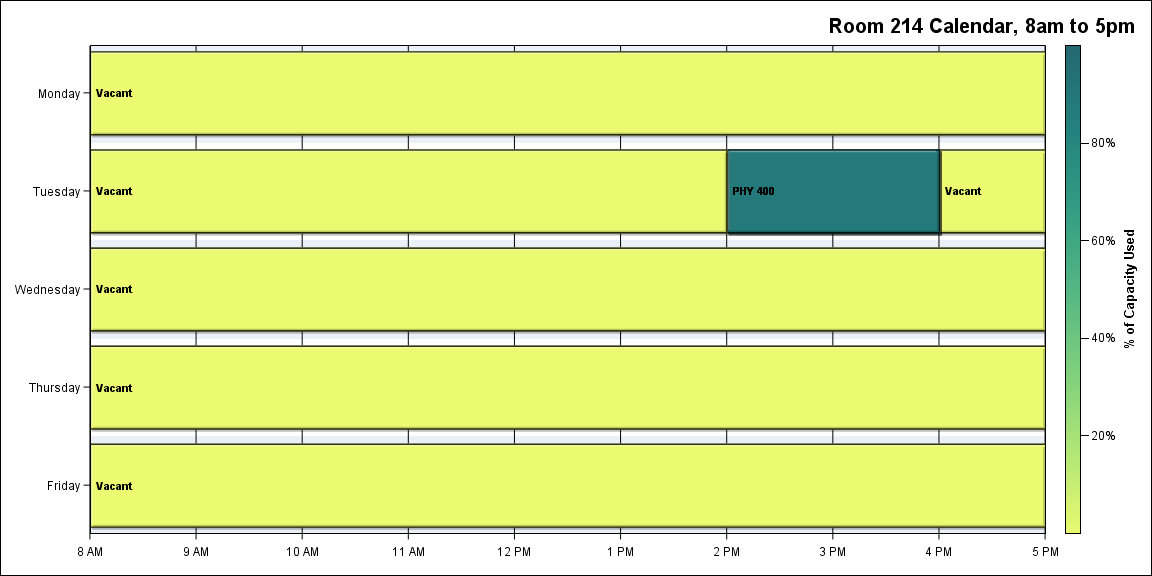 Room 214 Calendar, 8am to 5pm
Monday
Vacant
Tuesday
Vacant
PHY 400
Vacant
Wednesday
Vacant
Thursday
Vacant
Friday
Vacant
8 AM 9 AM 10 AM 11 AM 12 PM 1 PM 2 PM 3 PM 4 PM 5 PM
80%
60%
40%
20%
% of Capacity Used